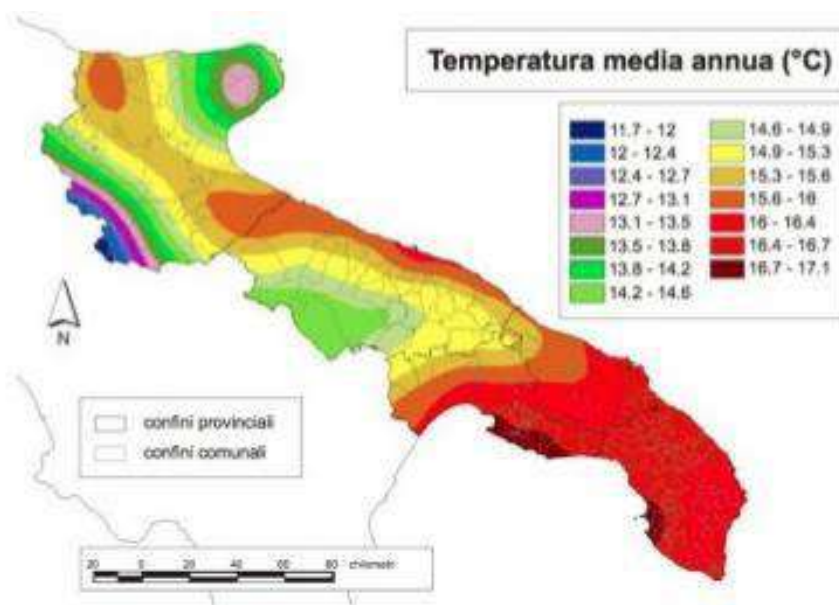 Temperatura media annua (°C)
11.7 - 12
12 - 12.4
12.4 - 12.7
12.7 - 13.1
13.1 - 13.5
13.5 - 13.8
13.8 - 14.2
14.2 - 14.6
14.6 - 14.9
14.9 - 15.3
15.3 - 15.6
15.6 - 16
16 - 16.4
16.4 - 16.7
16.7 - 17.1
N
confini provinciali
confini comunali
20 0 20 40 60 80 chilometri